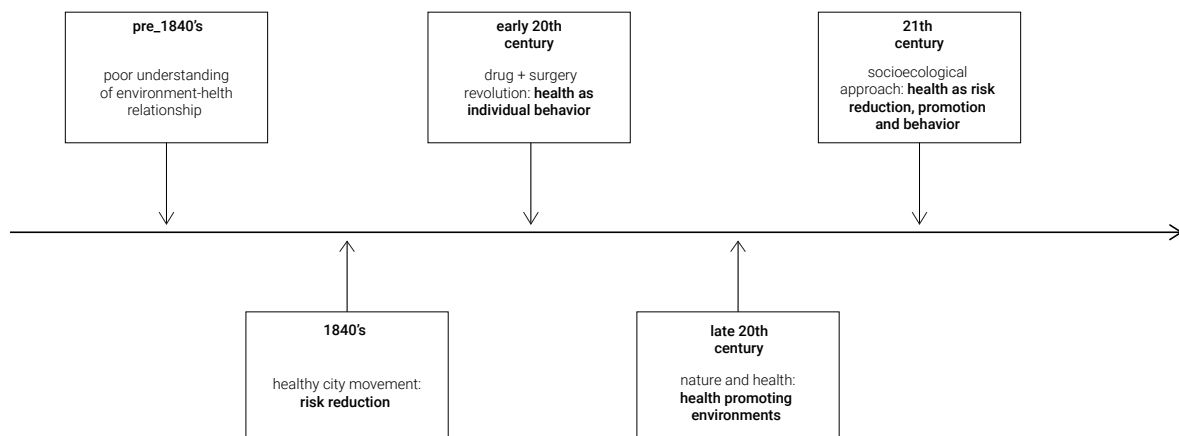 pre_1840's
poor understanding
of environment-helth
relationship
early 20th
century
drug + surgery
revolution: health as
individual behavior
21th
century
socioecological
approach: health as risk
reduction, promotion
and behavior
1840's
healthy city movement:
risk reduction
late 20th
century
nature and health:
health promoting
environments